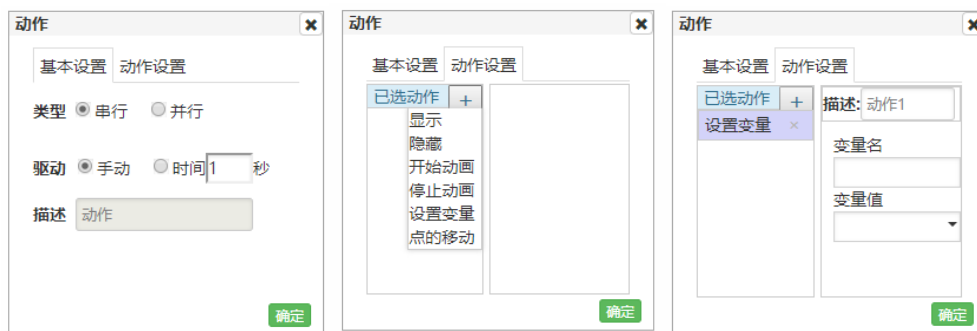 动作
基本设置 动作设置
类型 串行 并行
驱动 手动 时间 1 秒
描述 动作
确定
动作
基本设置 动作设置
已选动作 +
显示
隐藏
开始动画
停止动画
设置变量
点的移动
确定
动作
基本设置 动作设置
已选动作 + 描述: 动作1
设置变量 ×
变量名
变量值
确定